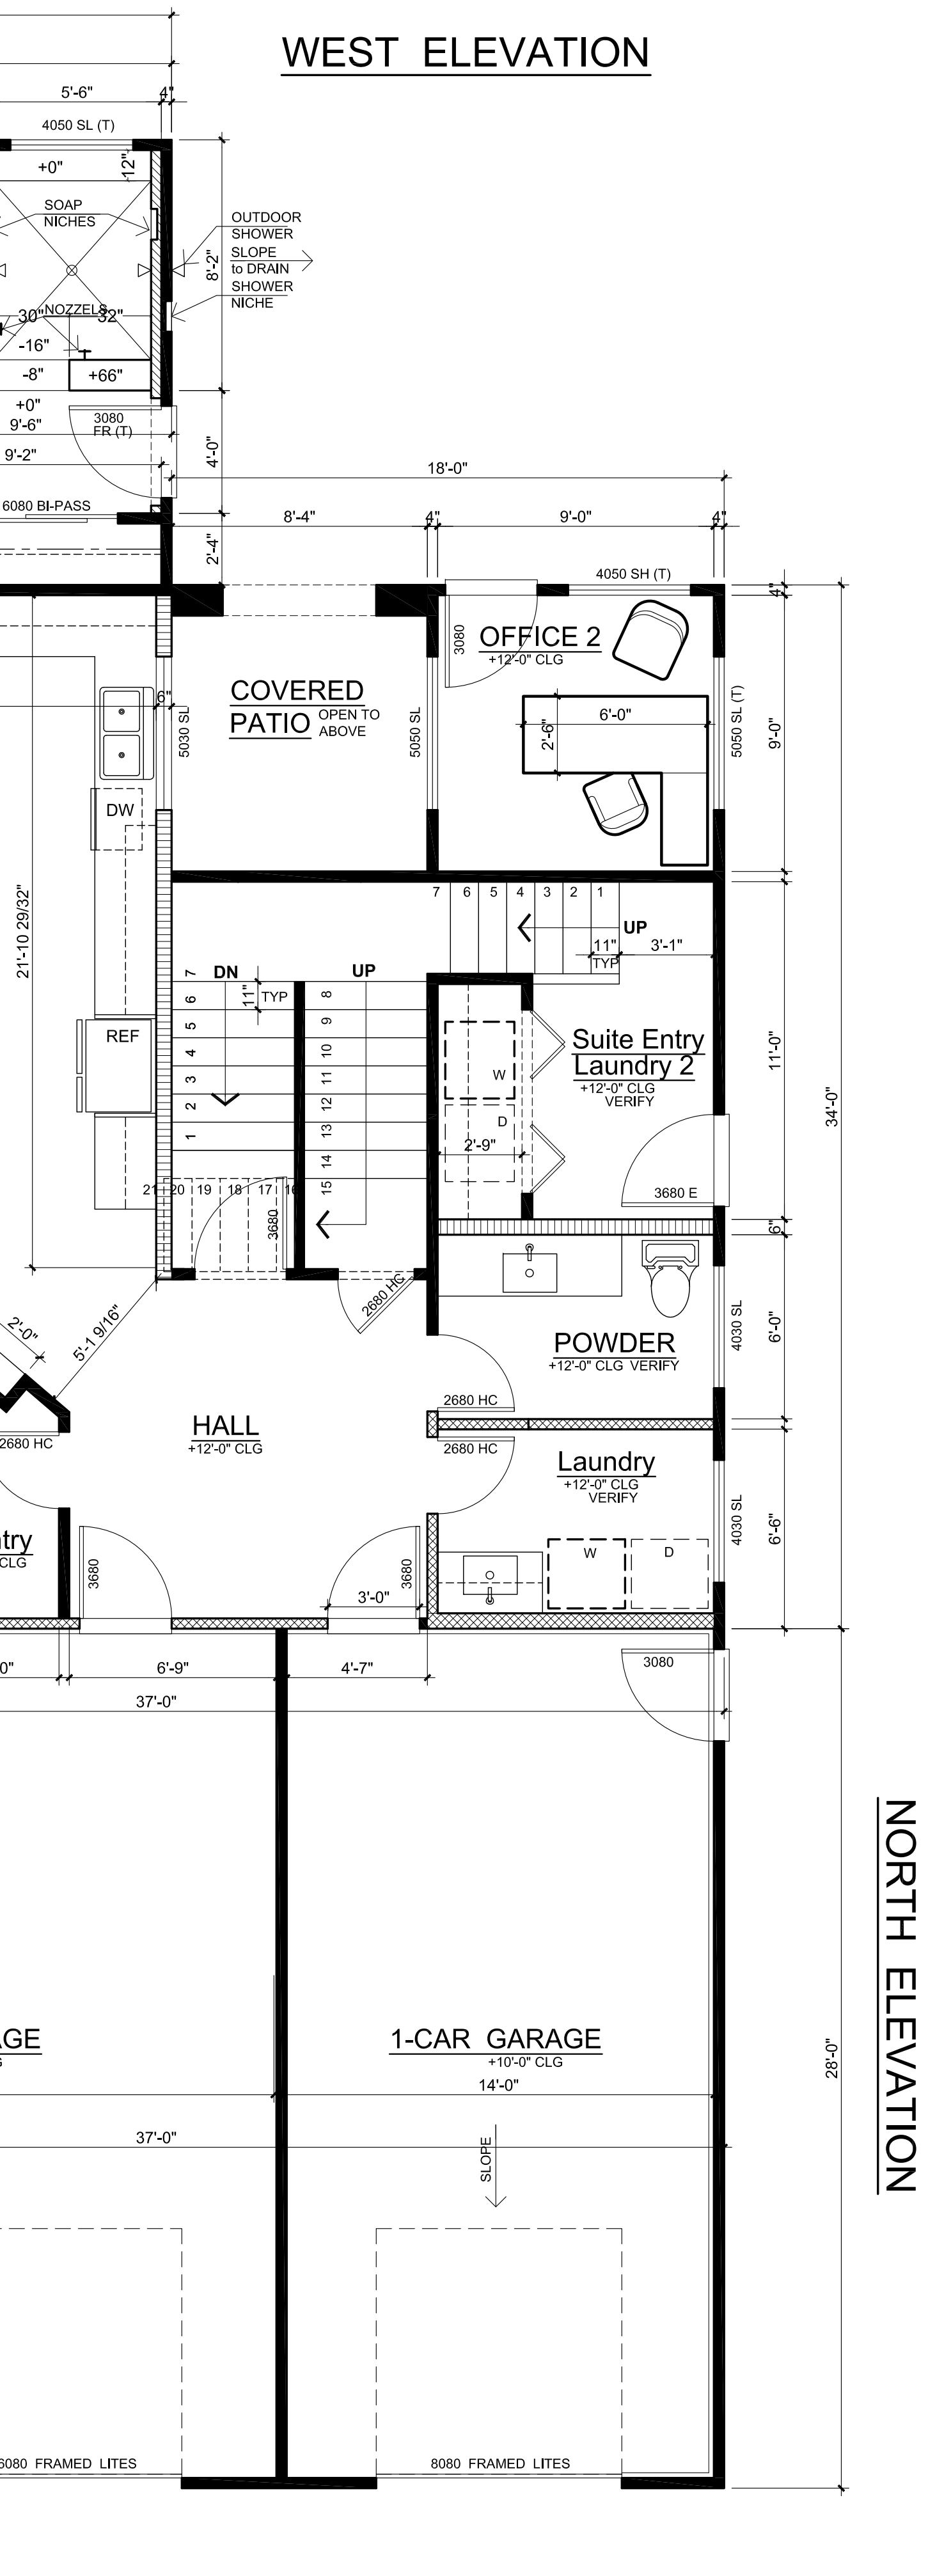 WEST ELEVATION
5'-6"
4"
4050 SL (T)
+0"
12"
SOAP
NICHES
OUTDOOR
SHOWER
SLOPE
to DRAIN
SHOWER
NICHE
8'-2"
NOZZELS
30"
32"
-16"
-8"
+66"
+0"
9'-6"
3080
FR (T)
9'-2"
4'-0"
18'-0"
6080 BI-PASS
8'-4"
4"
9'-0"
4"
2'-4"
4050 SH (T)
4"
3080
OFFICE 2
+12'-0" CLG
COVERED
PATIO
OPEN TO
ABOVE
6"
5030 SL
5050 SL
6'-0"
2'-6"
5050 SL (T)
9'-0"
DW
21'-10 29/32"
7 6 5 4 3 2 1
UP
11"
TYP
3'-1"
7
DN
UP
6
11"
TYP
8
5
9
4
10
3
11
2
12
1
13
14
15
REF
Suite Entry
Laundry 2
+12'-0" CLG
VERIFY
W
D
2'-9"
11'-0"
34'-0"
3680 E
21 20 19 18 17 16
3680
2680 HC
6"
5'-1 9/16"
2'-0"
POWDER
+12'-0" CLG VERIFY
4030 SL
6'-0"
2680 HC
HALL
+12'-0" CLG
2680 HC
2680 HC
Laundry
+12'-0" CLG
VERIFY
4030 SL
6'-6"
try
CLG
W
D
3680
3680
3'-0"
0"
6'-9"
4'-7"
3080
37'-0"
NORTH ELEVATION
GE
1-CAR GARAGE
+10'-0" CLG
14'-0"
28'-0"
37'-0"
SLOPE
6080 FRAMED LITES
8080 FRAMED LITES